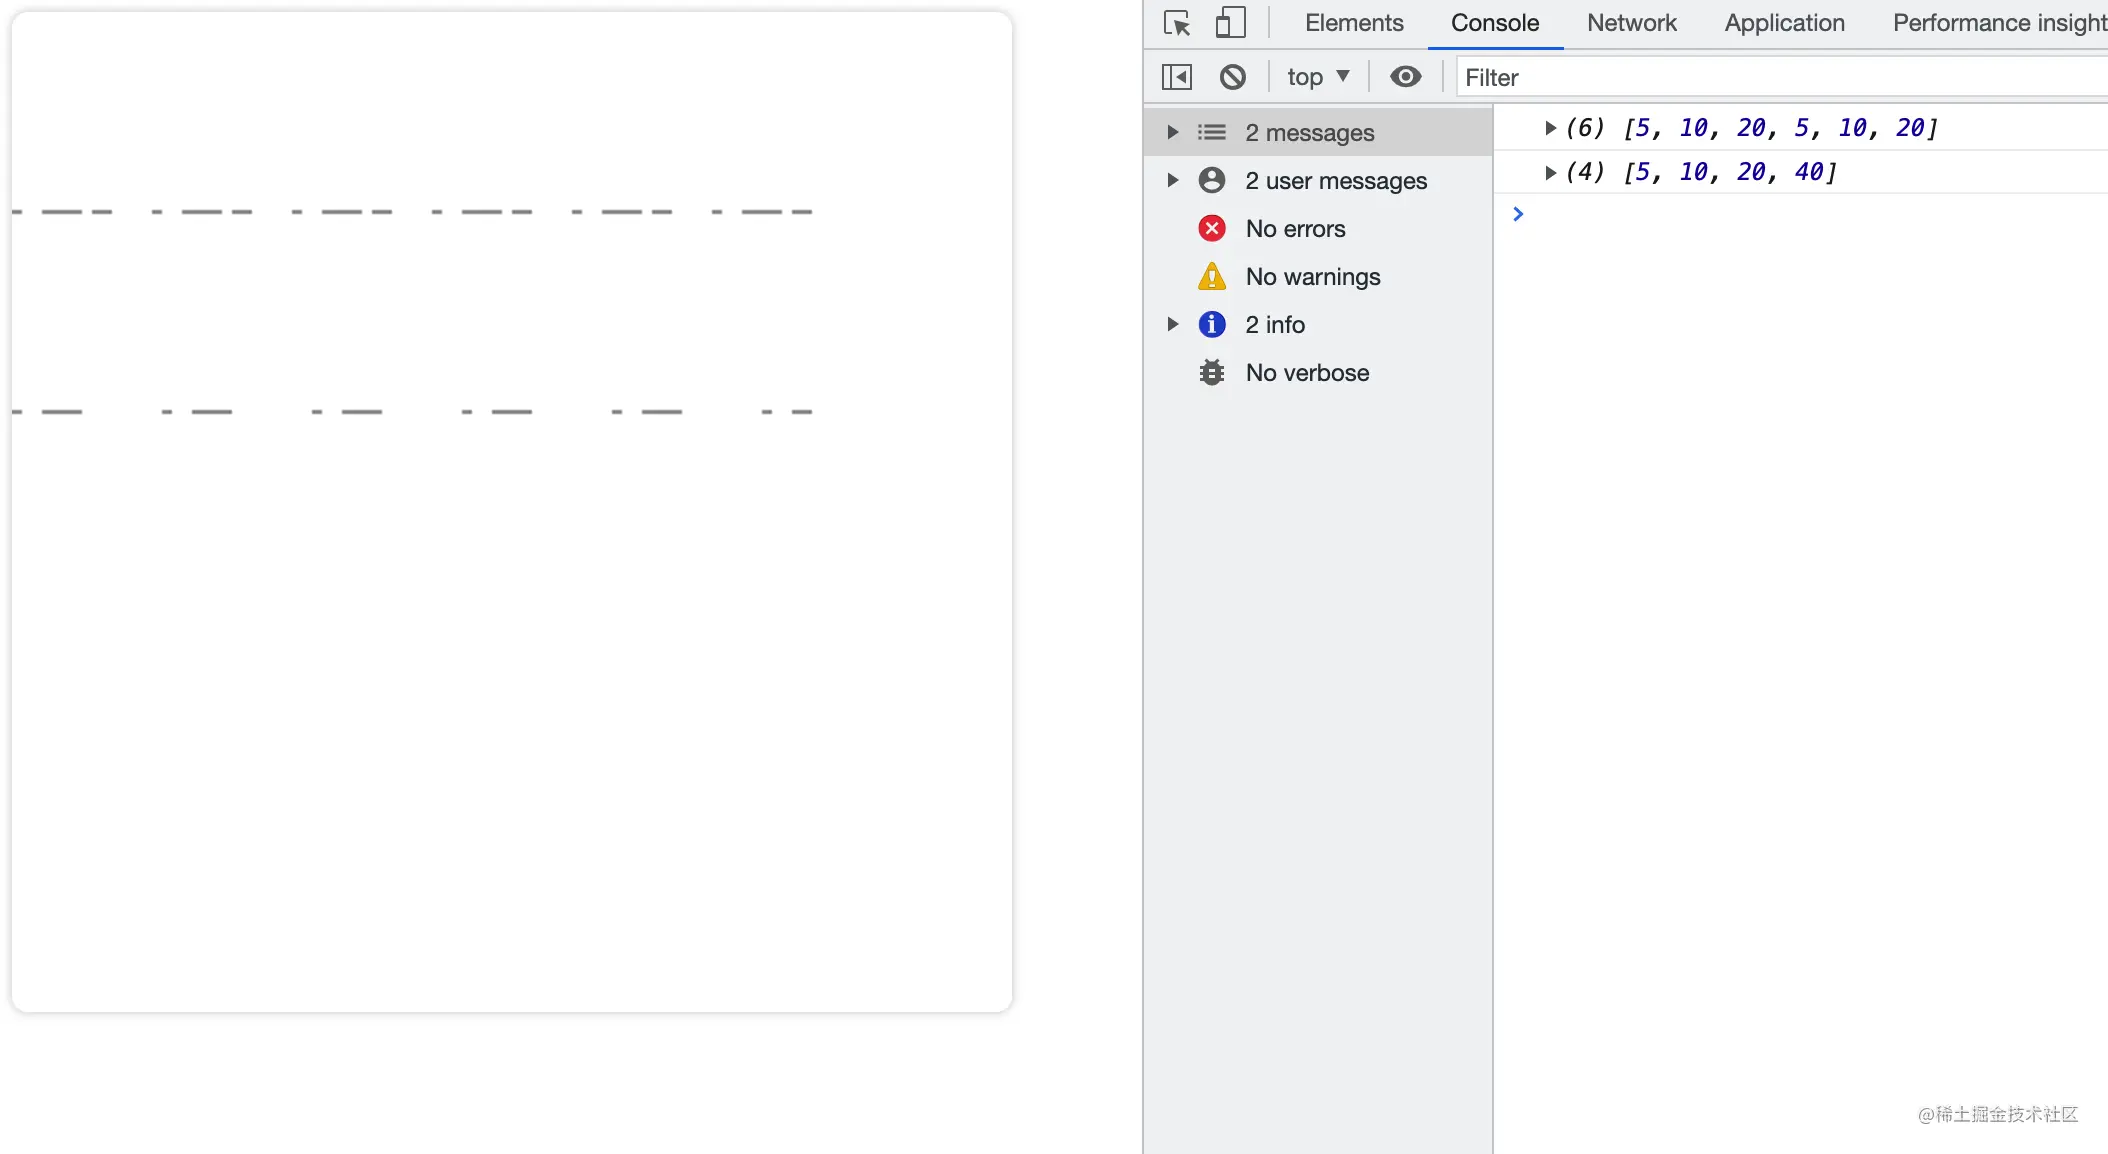 Elements Console Network Application Performance insight
top Filter
2 messages
2 user messages
No errors
No warnings
2 info
No verbose
(6) [5, 10, 20, 5, 10, 20]
(4) [5, 10, 20, 40]
@稀土掘金技术社区